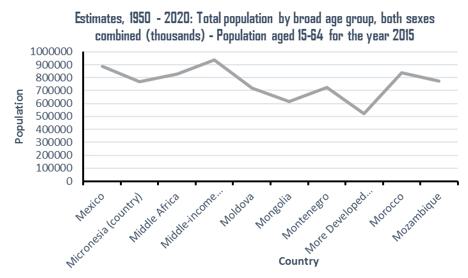 Estimates, 1950 - 2020: Total population by broad age group, both sexes
combined (thousands) - Population aged 15-64 for the year 2015
1000000
900000
800000
700000
600000
500000
400000
300000
200000
100000
0
Population
Mexico
Micronesia (country)
Middle Africa
Middle-income...
Moldova
Mongolia
Montenegro
More Developed...
Morocco
Mozambique
Country